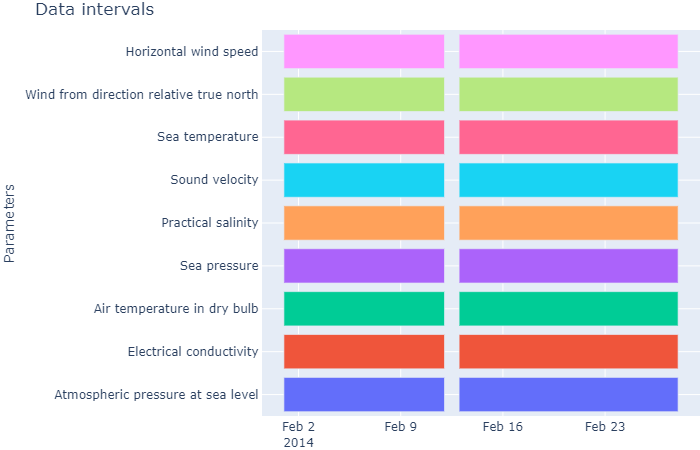 Data intervals
Parameters
Horizontal wind speed
Wind from direction relative true north
Sea temperature
Sound velocity
Practical salinity
Sea pressure
Air temperature in dry bulb
Electrical conductivity
Atmospheric pressure at sea level
Feb 2 Feb 9 Feb 16 Feb 23
2014